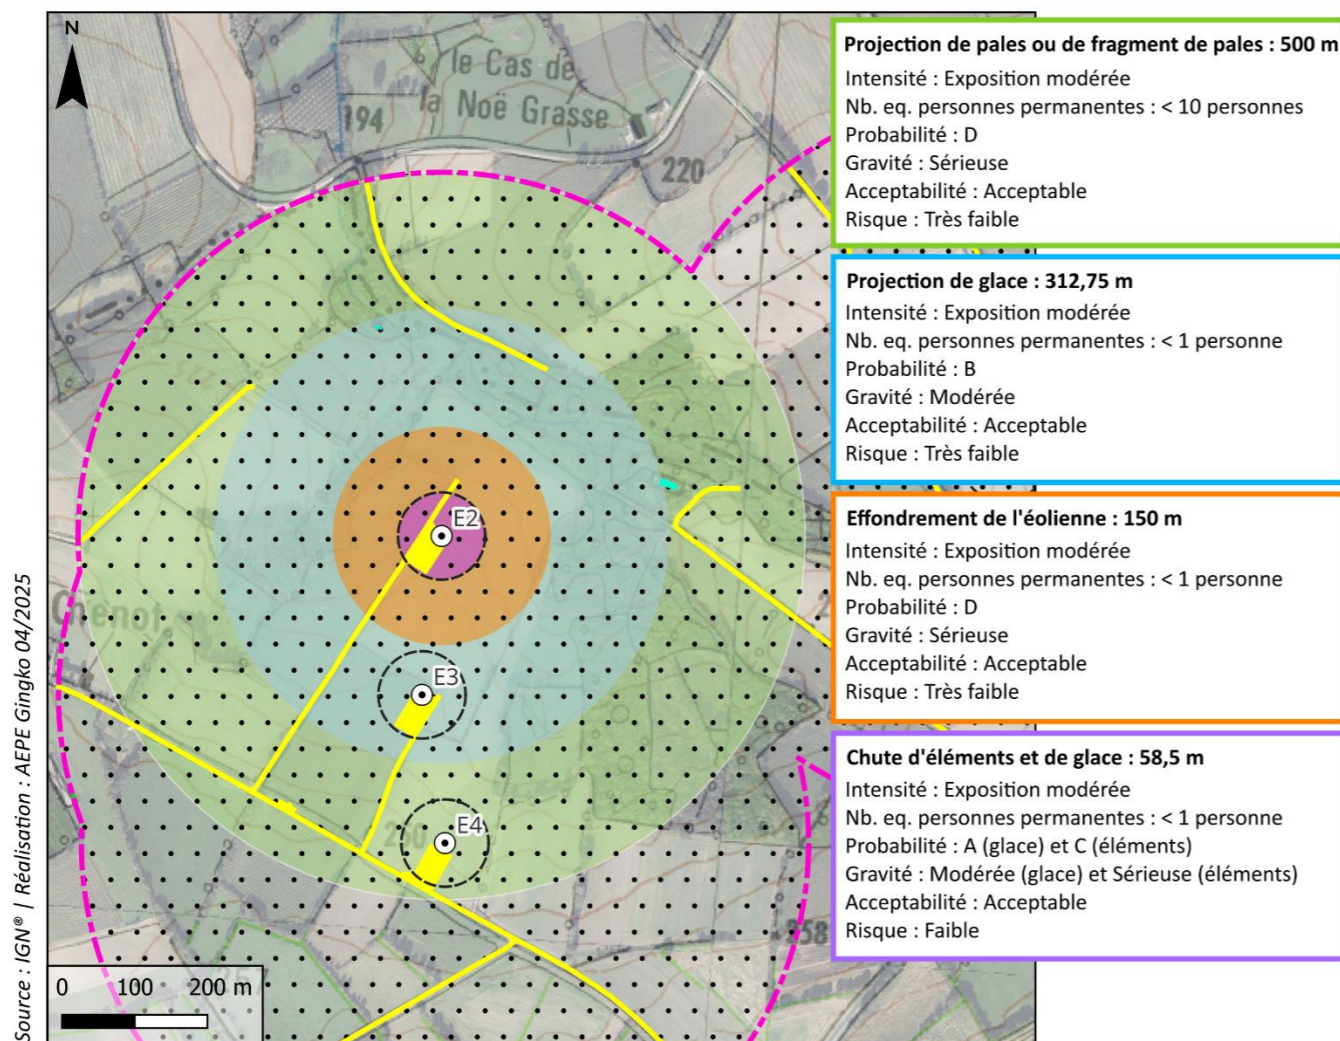 N
le Cas de
la Noë Grasse
194
220
225
Chenot
E2
E3
E4
260
258
0 100 200 m
Source : IGN® | Réalisation : AEPE Gingko 04/2025
Projection de pales ou de fragment de pales : 500 m
Intensité : Exposition modérée
Nb. eq. personnes permanentes : < 10 personnes
Probabilité : D
Gravité : Sérieuse
Acceptabilité : Acceptable
Risque : Très faible
Projection de glace : 312,75 m
Intensité : Exposition modérée
Nb. eq. personnes permanentes : < 1 personne
Probabilité : B
Gravité : Modérée
Acceptabilité : Acceptable
Risque : Très faible
Effondrement de l'éolienne : 150 m
Intensité : Exposition modérée
Nb. eq. personnes permanentes : < 1 personne
Probabilité : D
Gravité : Sérieuse
Acceptabilité : Acceptable
Risque : Très faible
Chute d'éléments et de glace : 58,5 m
Intensité : Exposition modérée
Nb. eq. personnes permanentes : < 1 personne
Probabilité : A (glace) et C (éléments)
Gravité : Modérée (glace) et Sérieuse (éléments)
Acceptabilité : Acceptable
Risque : Faible